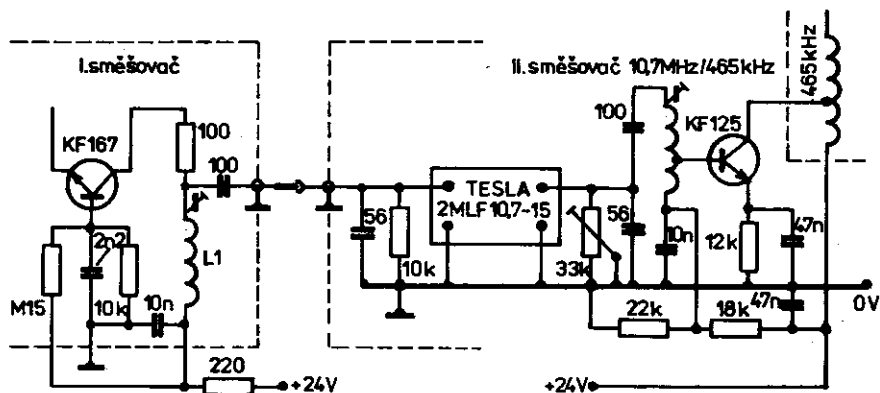 I.směšovač
KF167
100
100
2n2
L1
M15
10k
10n
220
+24V
56
10k
TESLA
2MLF 10,7-15
33k
56
100
II.směšovač 10,7MHz/465kHz
KF125
465kHz
10n
12k
47n
47n
22k
18k
0V
+24V